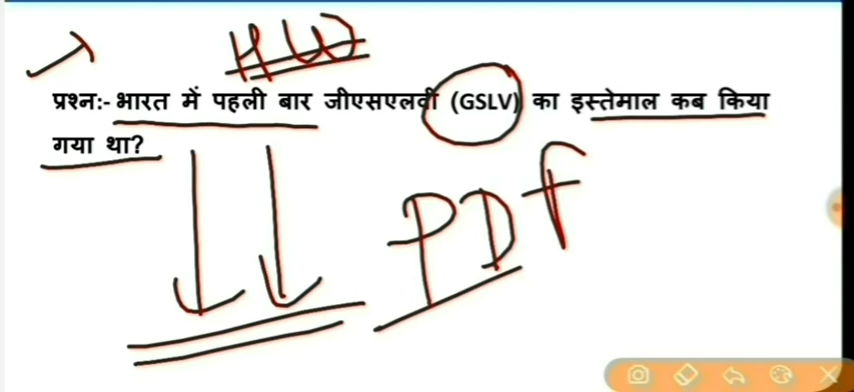 HW
प्रश्न:- भारत में पहली बार जीएसएलवी (GSLV) का इस्तेमाल कब किया
गया था?
PDF